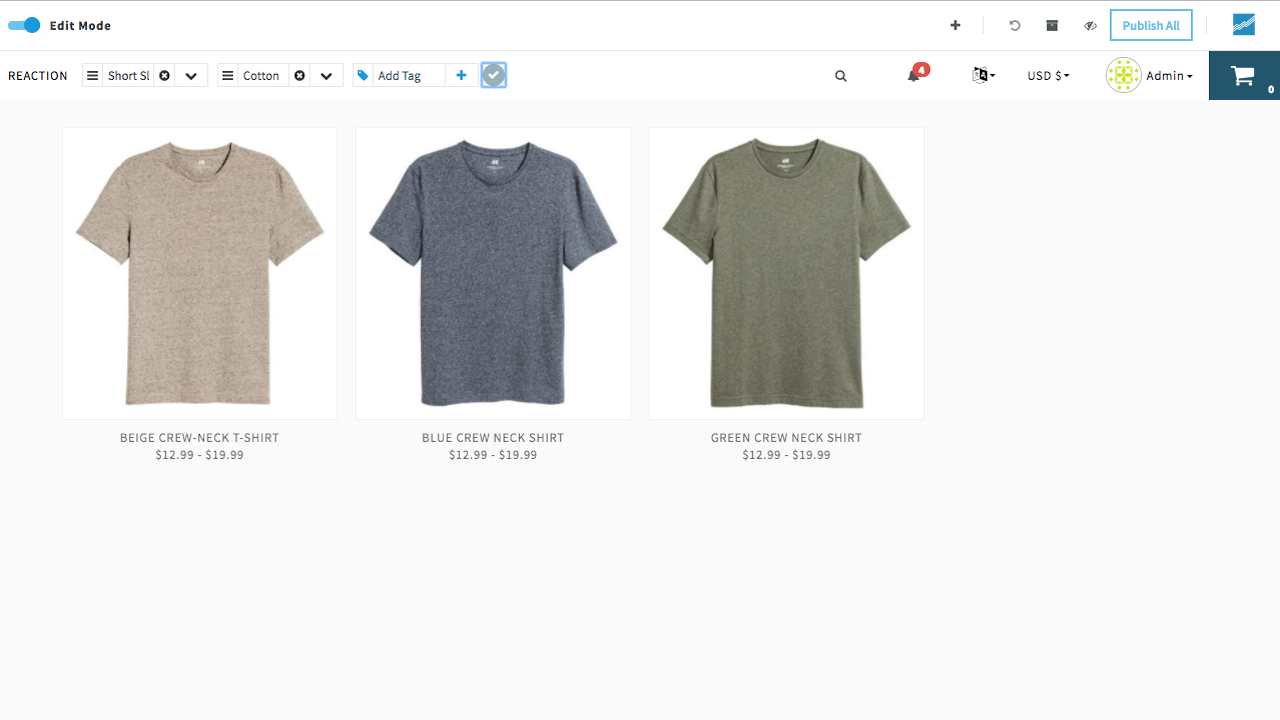 Edit Mode
Publish All
REACTION
Short Sl
Cotton
Add Tag
4
USD $
Admin
0
BEIGE CREW-NECK T-SHIRT
$12.99 - $19.99
BLUE CREW NECK SHIRT
$12.99 - $19.99
GREEN CREW NECK SHIRT
$12.99 - $19.99